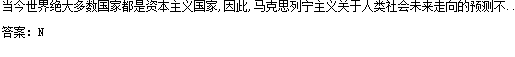 当今世界绝大多数国家都是资本主义国家,因此,马克思列宁主义关于人类社会未来走向的预测不..
答案：N